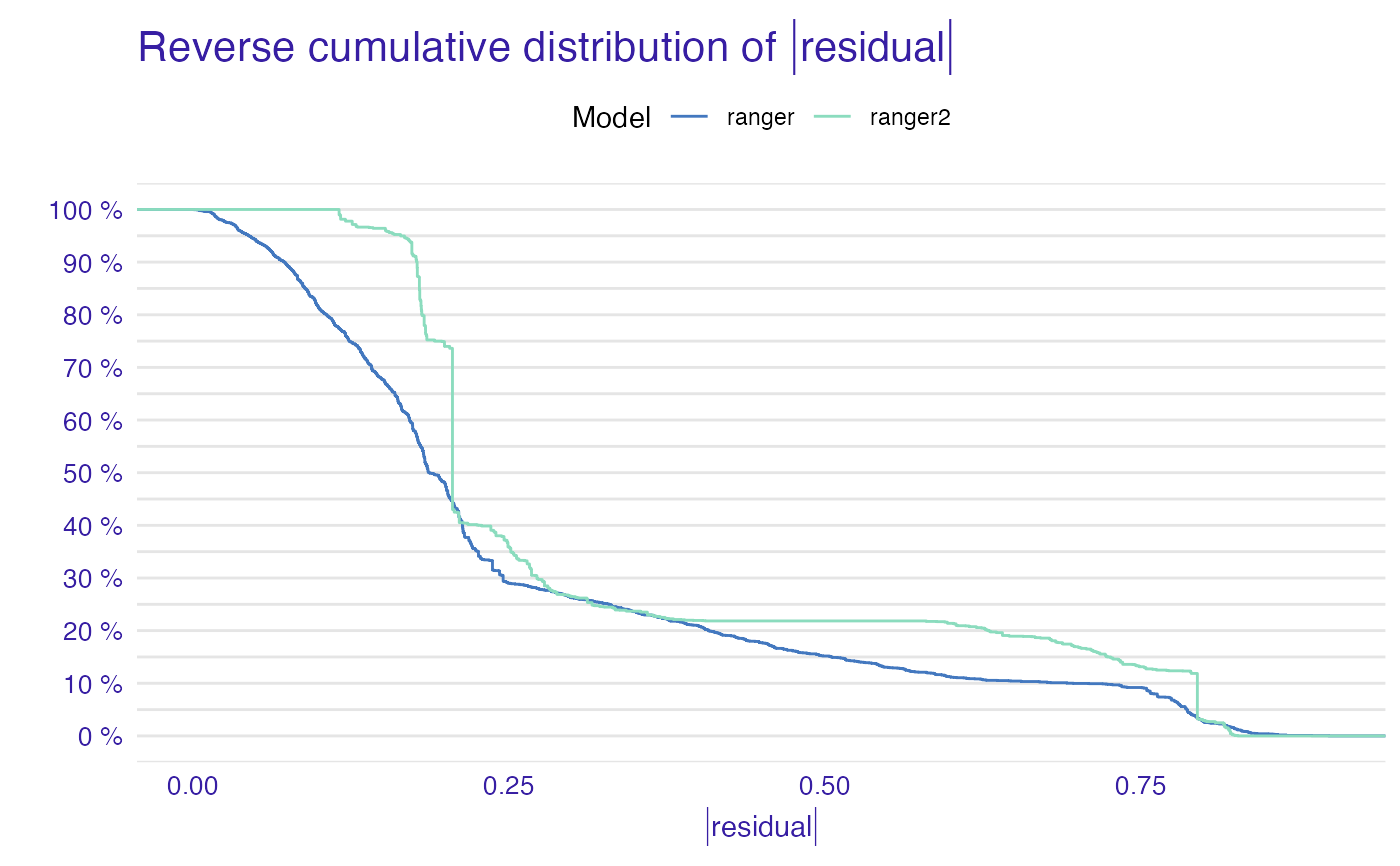 Reverse cumulative distribution of |residual|
Model ranger ranger2
100 %
90 %
80 %
70 %
60 %
50 %
40 %
30 %
20 %
10 %
0 %
0.00 0.25 0.50 0.75
|residual|